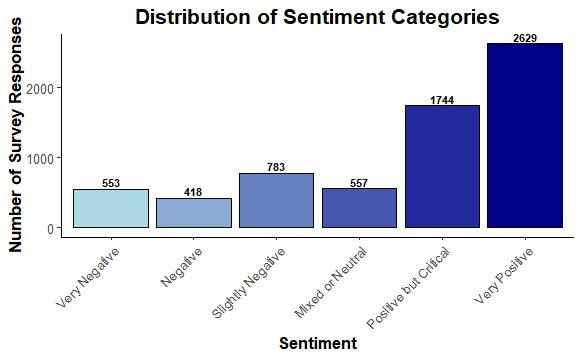 Distribution of Sentiment Categories
Number of Survey Responses
2000
1000
0
553
418
783
557
1744
2629
Very Negative
Negative
Slightly Negative
Mixed or Neutral
Positive but Critical
Very Positive
Sentiment